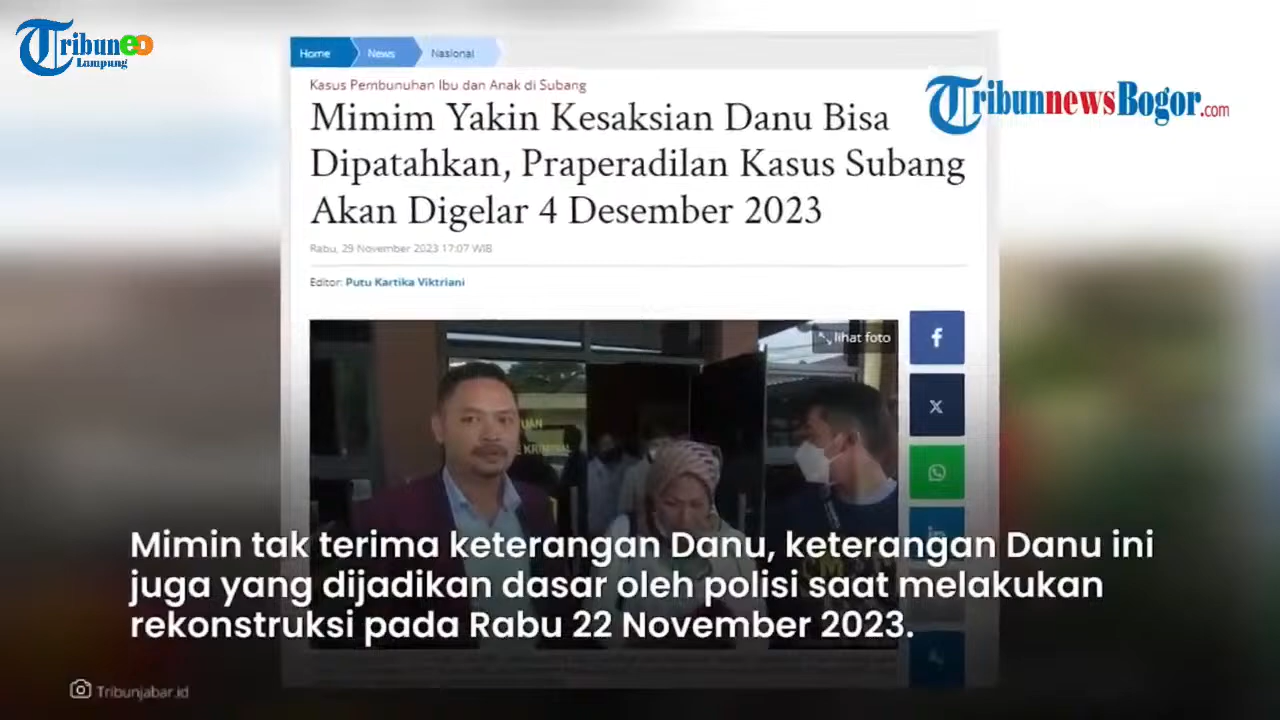 Tribun
Lampung
Home
News
Nasional
Kasus Pembunuhan Ibu dan Anak di Subang
TribunnewsBogor.com
Mimim Yakin Kesaksian Danu Bisa
Dipatahkan, Praperadilan Kasus Subang
Akan Digelar 4 Desember 2023
Rabu, 29 November 2023 17:07 WIB
Editor: Putu Kartika Viktriani
lihat foto
KRIMINAL
Mimin tak terima keterangan Danu, keterangan Danu ini
juga yang dijadikan dasar oleh polisi saat melakukan
rekonstruksi pada Rabu 22 November 2023.
Tribunjabar.id